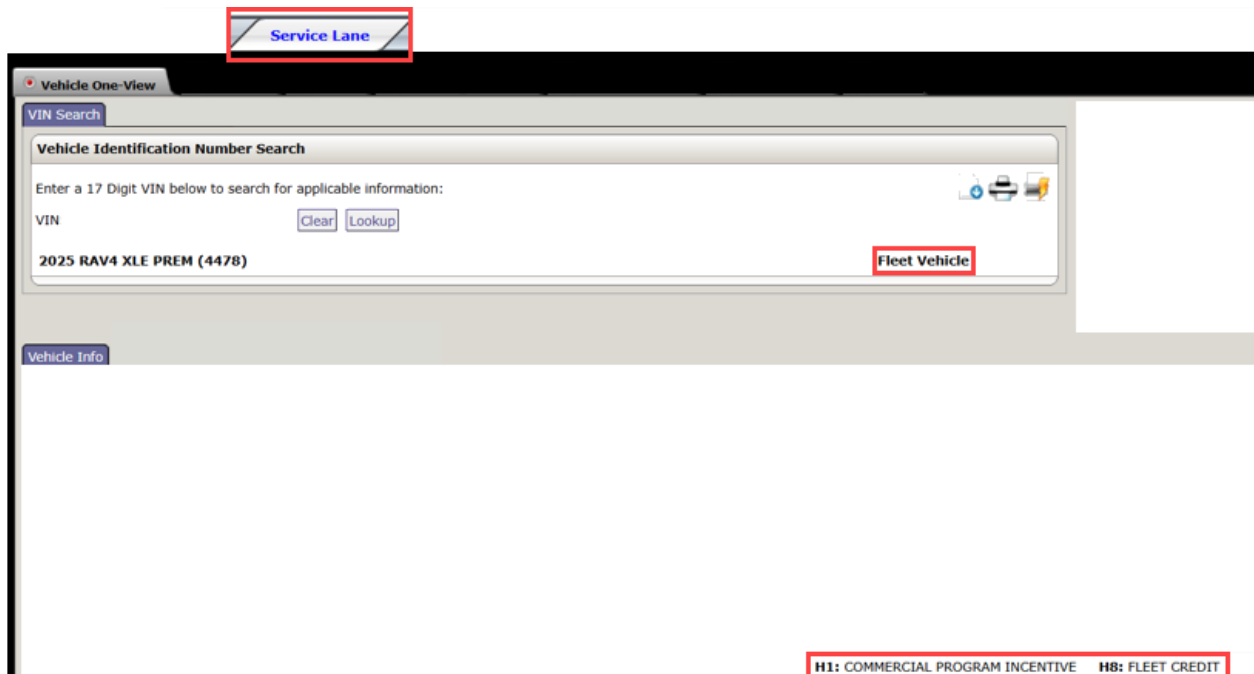 Service Lane
Vehicle One-View
VIN Search
Vehicle Identification Number Search
Enter a 17 Digit VIN below to search for applicable information:
VIN Clear Lookup
2025 RAV4 XLE PREM (4478) Fleet Vehicle
Vehicle Info
H1: COMMERCIAL PROGRAM INCENTIVE H8: FLEET CREDIT